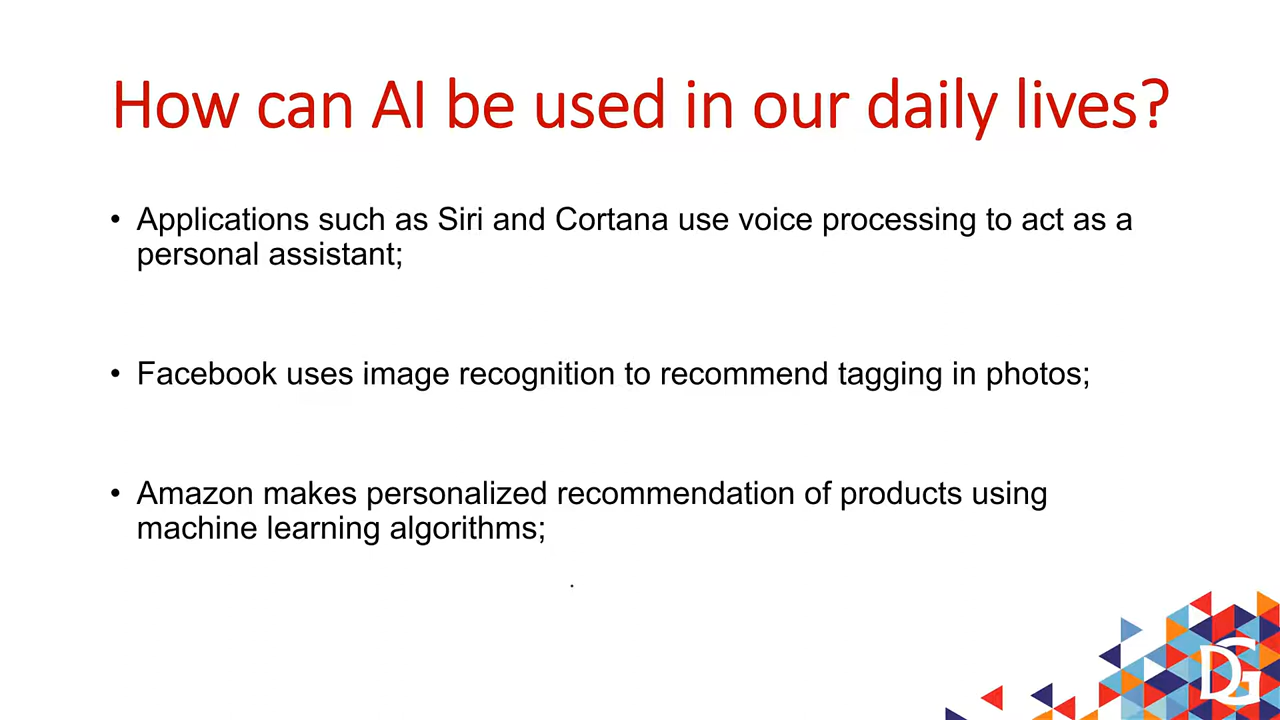 How can AI be used in our daily lives?
• Applications such as Siri and Cortana use voice processing to act as a
personal assistant;
• Facebook uses image recognition to recommend tagging in photos;
• Amazon makes personalized recommendation of products using
machine learning algorithms;
.
DG